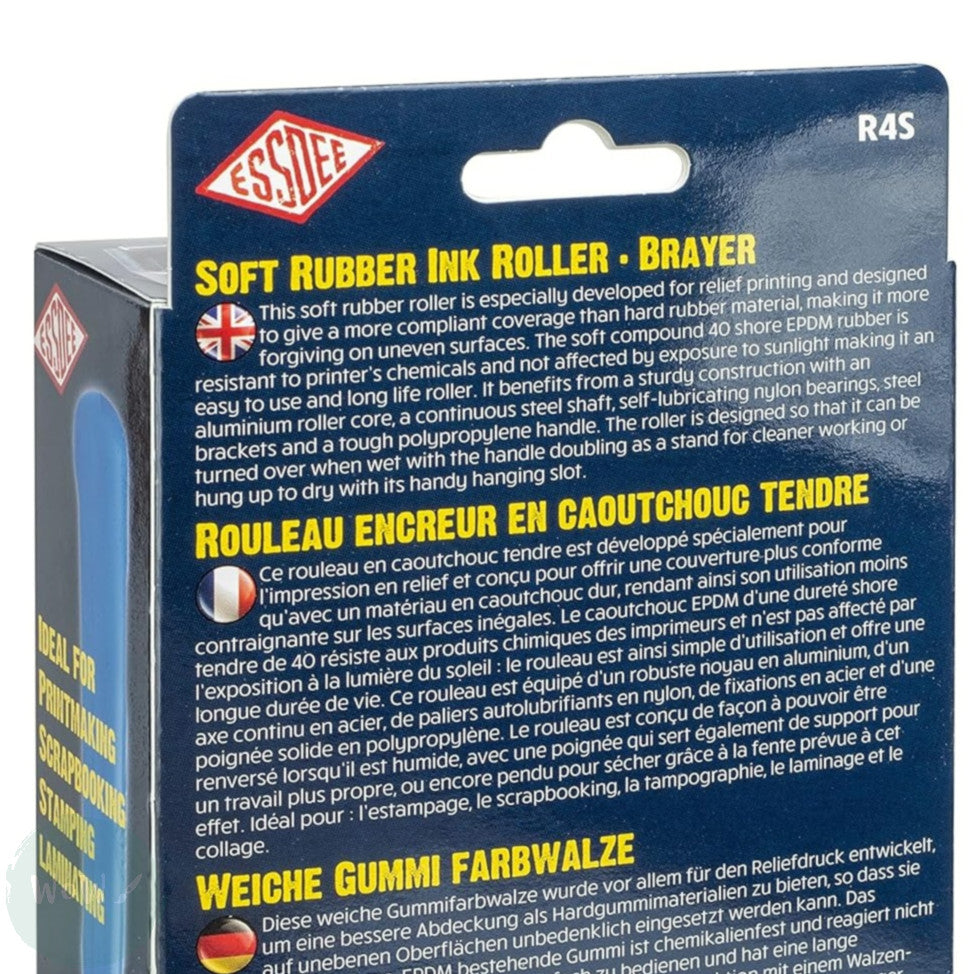 ESSDEE
R4S
SOFT RUBBER INK ROLLER · BRAYER
This soft rubber roller is especially developed for relief printing and designed
to give a more compliant coverage than hard rubber material, making it more
forgiving on uneven surfaces. The soft compound 40 shore EPDM rubber is
resistant to printer's chemicals and not affected by exposure to sunlight making it an
easy to use and long life roller. It benefits from a sturdy construction with an
aluminium roller core, a continuous steel shaft, self-lubricating nylon bearings, steel
brackets and a tough polypropylene handle. The roller is designed so that it can be
turned over when wet with the handle doubling as a stand for cleaner working or
hung up to dry with its handy hanging slot.
ROULEAU ENCREUR EN CAOUTCHOUC TENDRE
Ce rouleau en caoutchouc tendre est développé spécialement pour
l'impression en relief et conçu pour offrir une couverture plus conforme
qu'avec un matériau en caoutchouc dur, rendant ainsi son utilisation moins
contraignante sur les surfaces inégales. Le caoutchouc EPDM d'une dureté shore
tendre de 40 résiste aux produits chimiques des imprimeurs et n'est pas affecté par
l'exposition à la lumière du soleil : le rouleau est ainsi simple d'utilisation et offre une
longue durée de vie. Ce rouleau est équipé d'un robuste noyau en aluminium, d'un
axe continu en acier, de paliers autolubrifiants en nylon, de fixations en acier et d'une
poignée solide en polypropylène. Le rouleau est conçu de façon à pouvoir être
renversé lorsqu'il est humide, avec une poignée qui sert également de support pour
un travail plus propre, ou encore pendu pour sécher grâce à la fente prévue à cet
effet. Idéal pour : l'estampage, le scrapbooking, la tampographie, le laminage et le
collage.
WEICHE GUMMI FARBWALZE
Diese weiche Gummifarbwalze wurde vor allem für den Reliefdruck entwickelt,
um eine bessere Abdeckung als Hardgummimaterialien zu bieten, so dass sie
auf unebenen Oberflächen unbedenklich eingesetzt werden kann. Das
EPDM bestehende Gummi ist chemikalienfest und reagiert nicht
zu bedienen und hat eine lange
mit einem Walzen-
ESSDEE
IDEAL FOR
PRINTMAKING
SCRAPBOOKING
STAMPING
LAMINATING